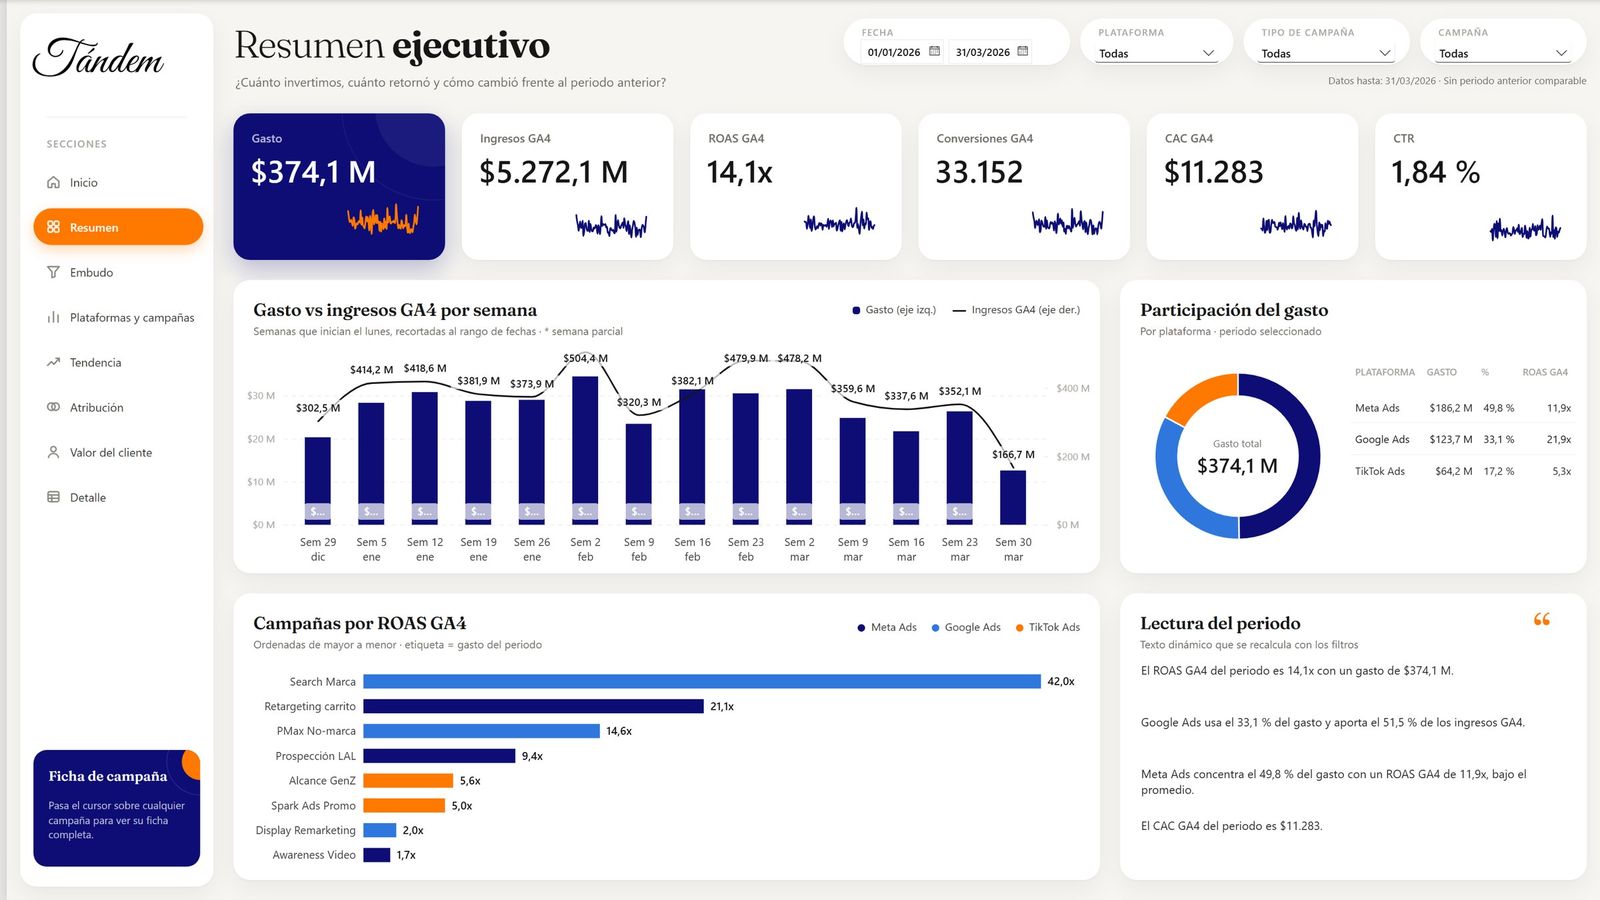 Tándem
SECCIONES
Inicio
Resumen
Embudo
Plataformas y campañas
Tendencia
Atribución
Valor del cliente
Detalle
Ficha de campaña
Pasa el cursor sobre cualquier
campaña para ver su ficha
completa.
Resumen ejecutivo
¿Cuánto invertimos, cuánto retornó y cómo cambió frente al periodo anterior?
FECHA
01/01/2026 31/03/2026
PLATAFORMA
Todas
TIPO DE CAMPAÑA
Todas
CAMPAÑA
Todas
Datos hasta: 31/03/2026 · Sin periodo anterior comparable
Gasto
$374,1 M
Ingresos GA4
$5.272,1 M
ROAS GA4
14,1x
Conversiones GA4
33.152
CAC GA4
$11.283
CTR
1,84 %
Gasto vs ingresos GA4 por semana
Semanas que inician el lunes, recortadas al rango de fechas · * semana parcial
Gasto (eje izq.) Ingresos GA4 (eje der.)
$302,5 M $414,2 M $418,6 M $381,9 M $373,9 M $504,4 M $320,3 M $382,1 M $479,9 M $478,2 M $359,6 M $337,6 M $352,1 M $166,7 M
$30 M
$20 M
$10 M
$0 M
$400 M
$200 M
$0 M
$... $... $... $... $... $... $... $... $... $... $... $... $...
Sem 29 Sem 5 Sem 12 Sem 19 Sem 26 Sem 2 Sem 9 Sem 16 Sem 23 Sem 2 Sem 9 Sem 16 Sem 23 Sem 30
dic ene ene ene ene feb feb feb feb mar mar mar mar mar
Participación del gasto
Por plataforma · periodo seleccionado
Gasto total
$374,1 M
PLATAFORMA GASTO % ROAS GA4
Meta Ads $186,2 M 49,8 % 11,9x
Google Ads $123,7 M 33,1 % 21,9x
TikTok Ads $64,2 M 17,2 % 5,3x
Campañas por ROAS GA4
Ordenadas de mayor a menor · etiqueta = gasto del periodo
Meta Ads Google Ads TikTok Ads
Search Marca 42,0x
Retargeting carrito 21,1x
PMax No-marca 14,6x
Prospección LAL 9,4x
Alcance GenZ 5,6x
Spark Ads Promo 5,0x
Display Remarketing 2,0x
Awareness Video 1,7x
Lectura del periodo
Texto dinámico que se recalcula con los filtros
El ROAS GA4 del periodo es 14,1x con un gasto de $374,1 M.
Google Ads usa el 33,1 % del gasto y aporta el 51,5 % de los ingresos GA4.
Meta Ads concentra el 49,8 % del gasto con un ROAS GA4 de 11,9x, bajo el
promedio.
El CAC GA4 del periodo es $11.283.